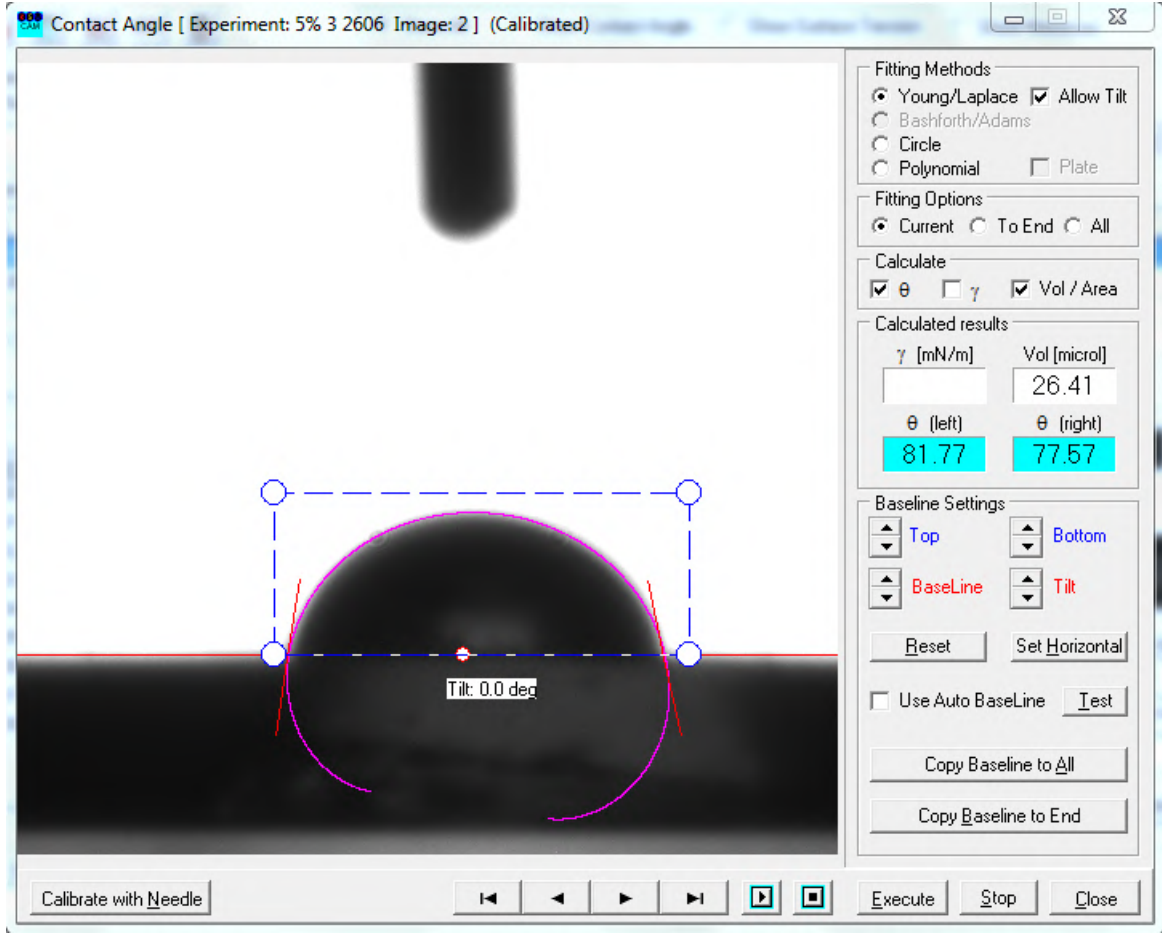 Contact Angle [ Experiment: 5% 3 2606 Image: 2 ] (Calibrated)
CAM
Fitting Methods
Young/Laplace Allow Tilt
Bashforth/Adams
Circle
Polynomial Plate
Fitting Options
Current To End All
Calculate
θ γ Vol / Area
Calculated results
γ [mN/m] Vol [microl]
26.41
θ (left) θ (right)
81.77 77.57
Baseline Settings
Top Bottom
BaseLine Tilt
Reset Set Horizontal
Tilt: 0.0 deg
Use Auto BaseLine Test
Copy Baseline to All
Copy Baseline to End
Calibrate with Needle Execute Stop Close